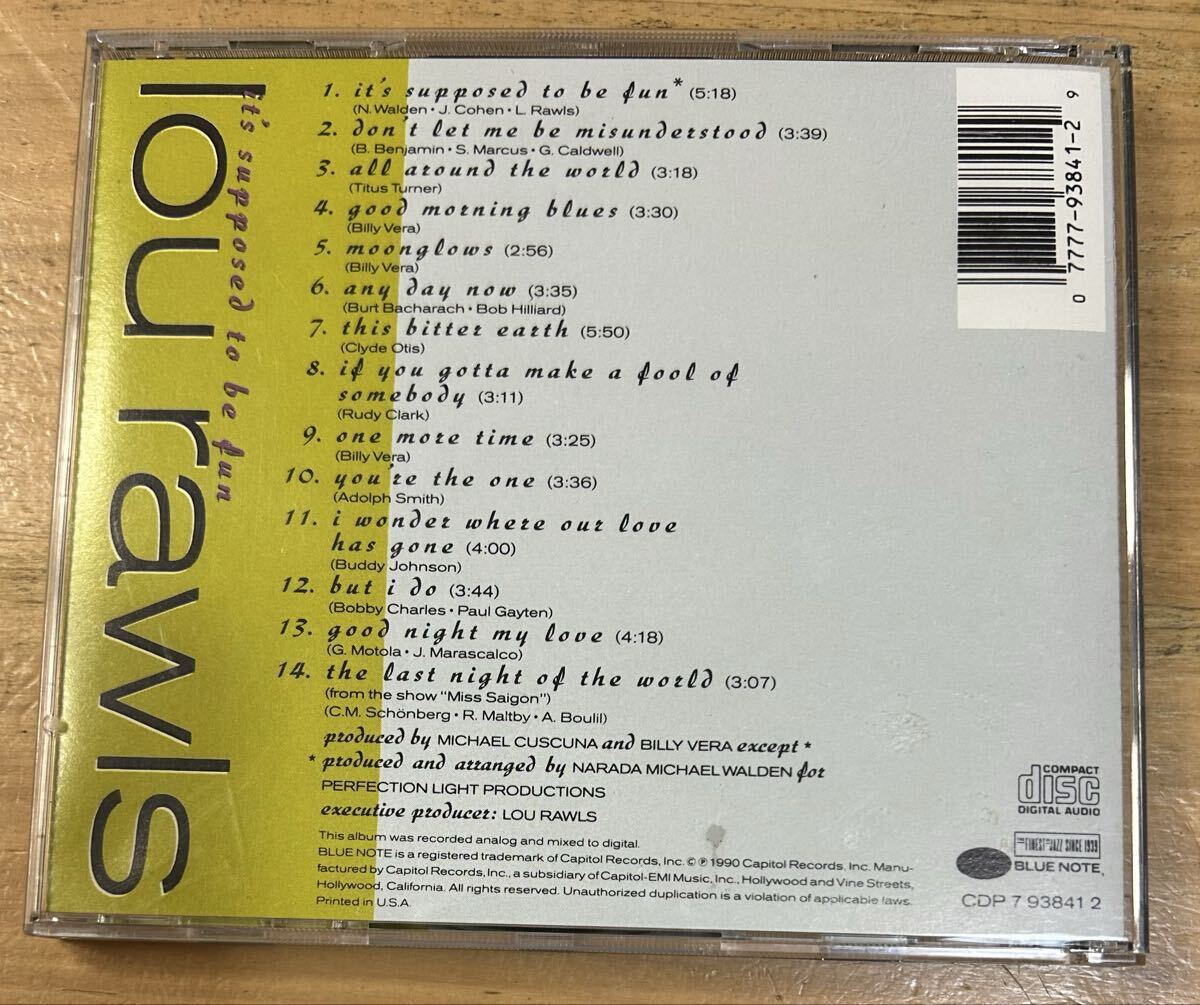 lou rawls
it's supposed to be fun
1. it's supposed to be fun* (5:18)
(N. Walden • J. Cohen • L. Rawls)
2. don't let me be misunderstood (3:39)
(B. Benjamin • S. Marcus • G. Caldwell)
3. all around the world (3:18)
(Titus Turner)
4. good morning blues (3:30)
(Billy Vera)
5. moonglows (2:56)
(Billy Vera)
6. any day now (3:35)
(Burt Bacharach • Bob Hilliard)
7. this bitter earth (5:50)
(Clyde Otis)
8. if you gotta make a fool of
somebody (3:11)
(Rudy Clark)
9. one more time (3:25)
(Billy Vera)
10. you're the one (3:36)
(Adolph Smith)
11. i wonder where our love
has gone (4:00)
(Buddy Johnson)
12. but i do (3:44)
(Bobby Charles • Paul Gayten)
13. good night my love (4:18)
(G. Motola • J. Marascalco)
14. the last night of the world (3:07)
(from the show "Miss Saigon")
(C.M. Schönberg • R. Maltby • A. Boulil)
produced by MICHAEL CUSCUNA and BILLY VERA except *
* produced and arranged by NARADA MICHAEL WALDEN for
PERFECTION LIGHT PRODUCTIONS
executive producer: LOU RAWLS
This album was recorded analog and mixed to digital.
BLUE NOTE is a registered trademark of Capitol Records, Inc. © ℗ 1990 Capitol Records, Inc. Manu-
factured by Capitol Records, Inc., a subsidiary of Capitol-EMI Music, Inc., Hollywood and Vine Streets,
Hollywood, California. All rights reserved. Unauthorized duplication is a violation of applicable laws.
Printed in U.S.A.
0 7777-93841-2 9
COMPACT
disc
DIGITAL AUDIO
THE FINEST IN JAZZ SINCE 1939
BLUE NOTE
CDP 7 93841 2